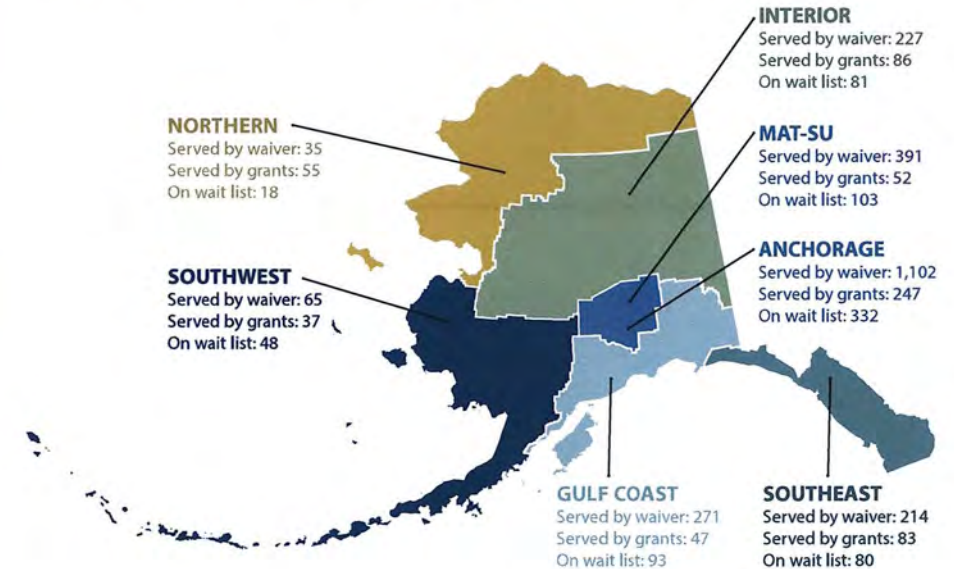 INTERIOR
Served by waiver: 227
Served by grants: 86
On wait list: 81
NORTHERN
Served by waiver: 35
Served by grants: 55
On wait list: 18
MAT-SU
Served by waiver: 391
Served by grants: 52
On wait list: 103
ANCHORAGE
Served by waiver: 1,102
Served by grants: 247
On wait list: 332
SOUTHWEST
Served by waiver: 65
Served by grants: 37
On wait list: 48
GULF COAST
Served by waiver: 271
Served by grants: 47
On wait list: 93
SOUTHEAST
Served by waiver: 214
Served by grants: 83
On wait list: 80